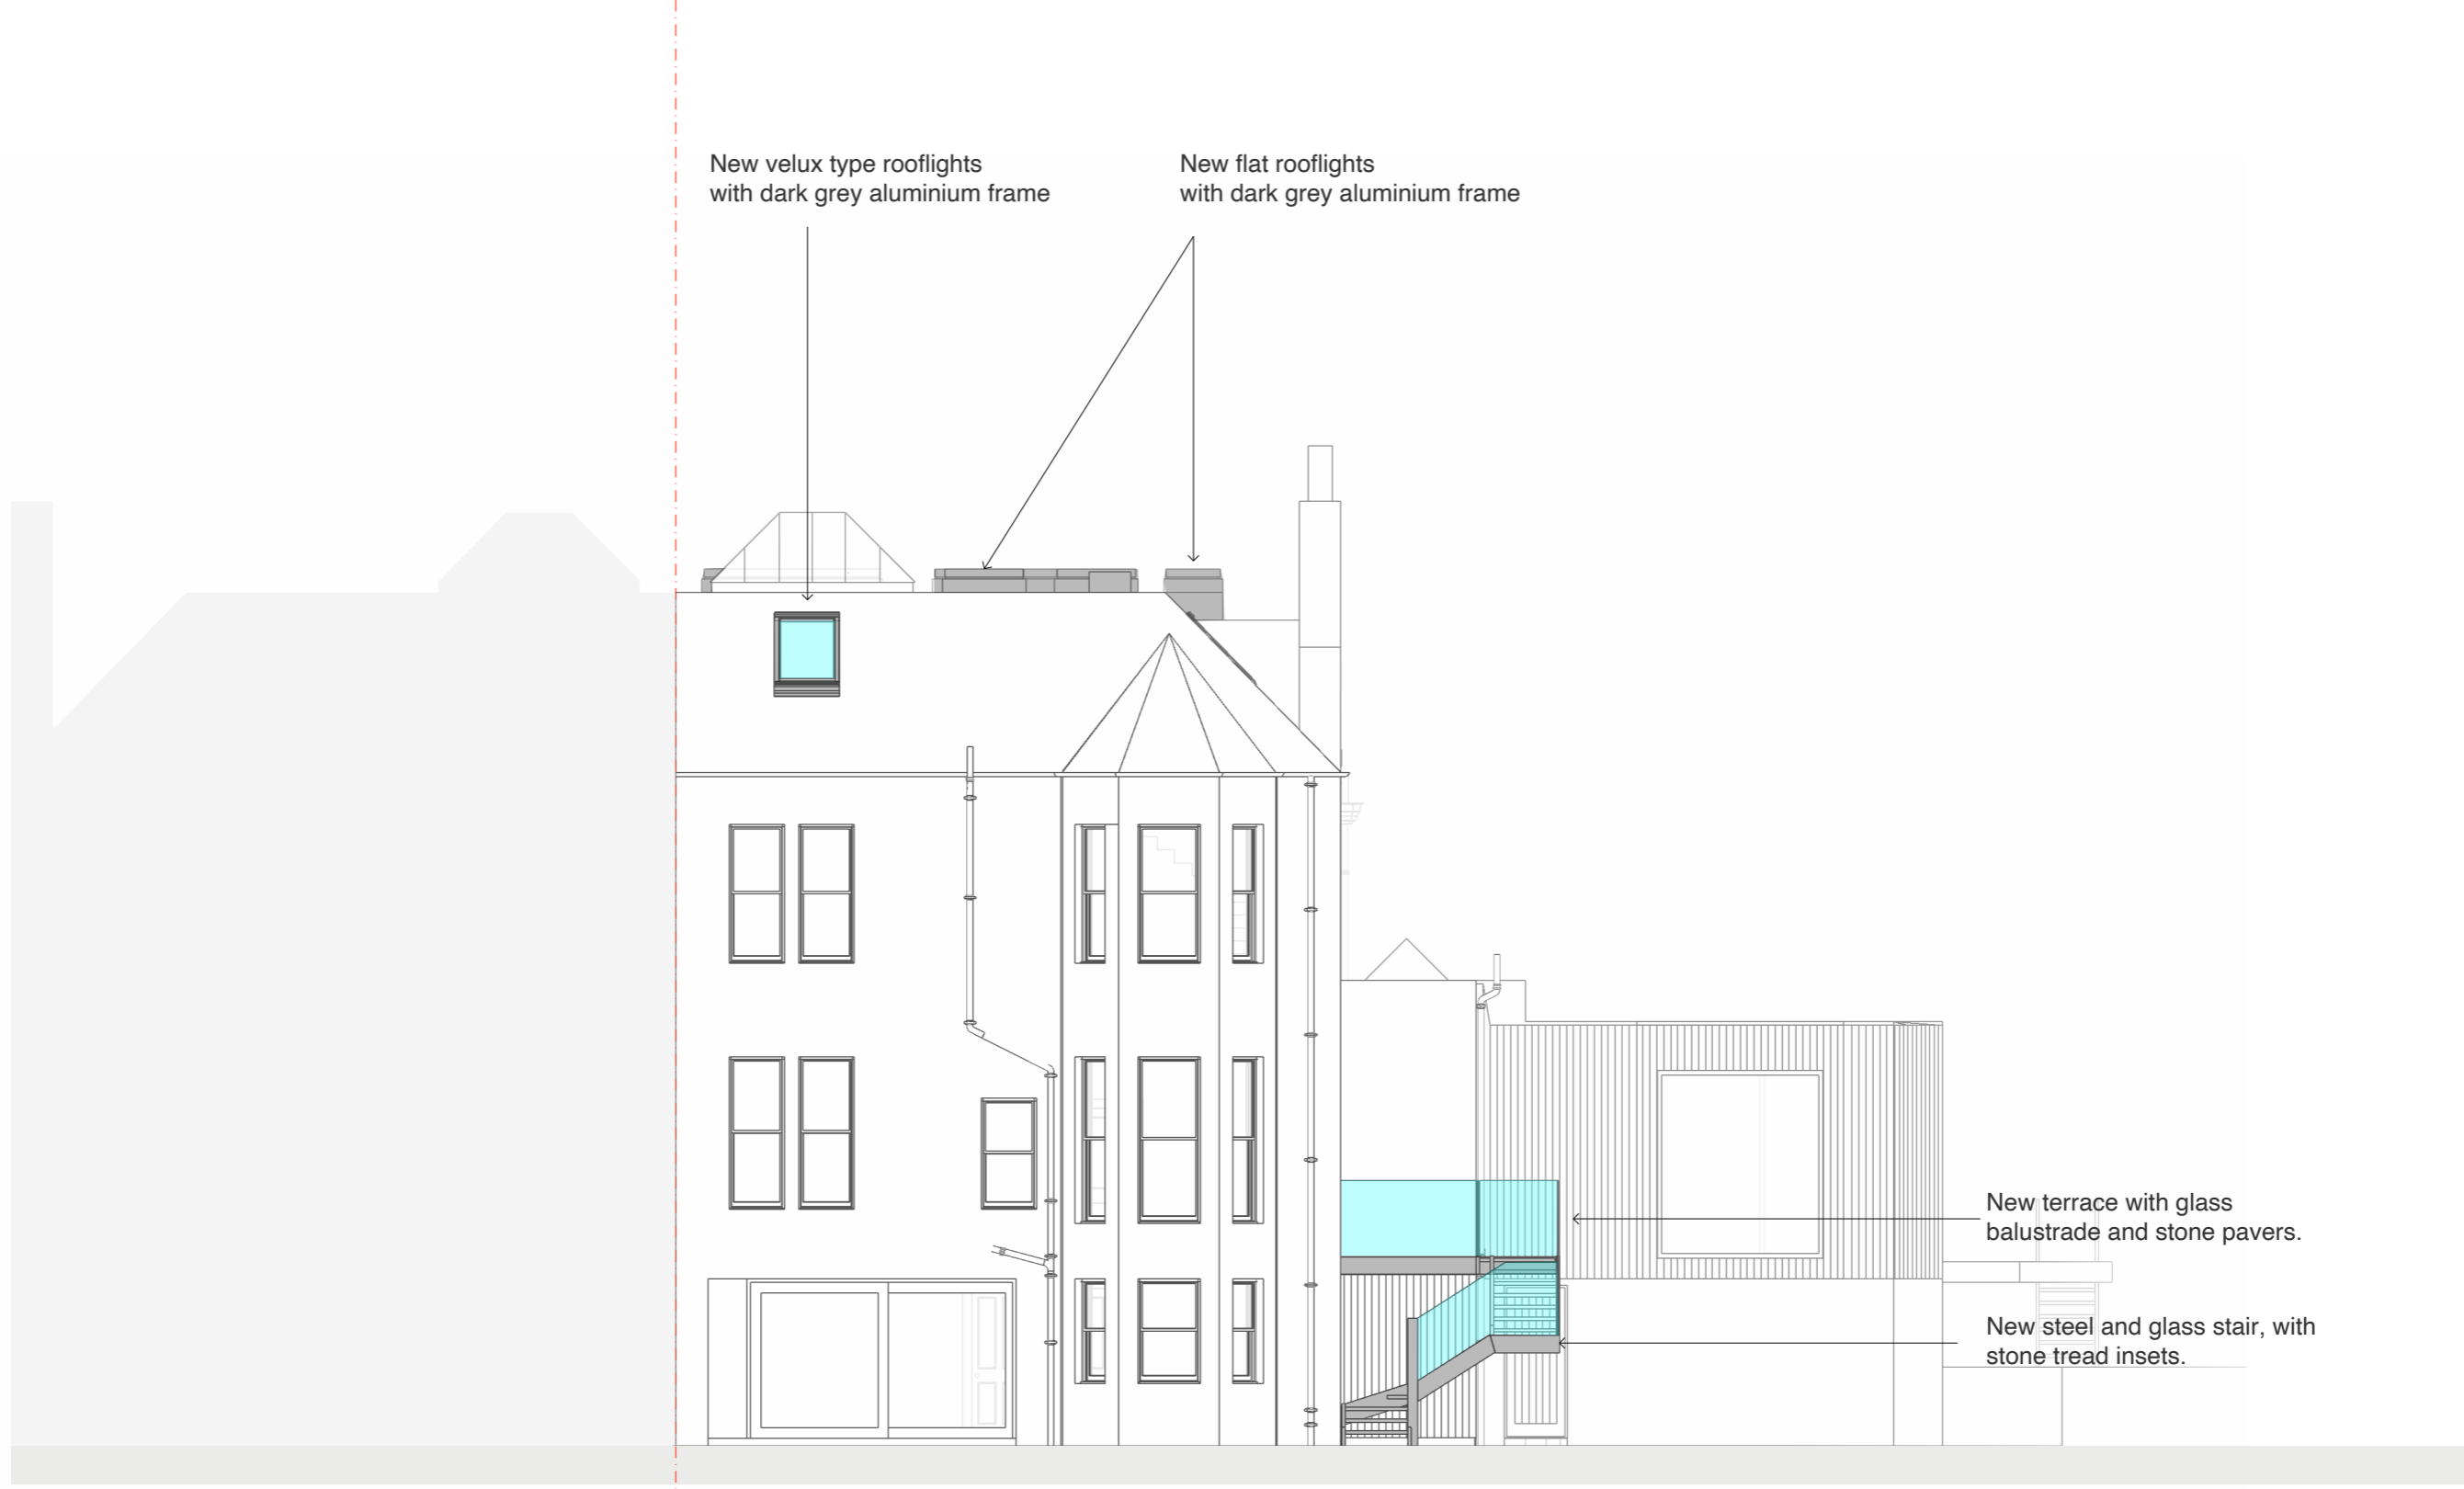 New velux type rooflights
with dark grey aluminium frame
New flat rooflights
with dark grey aluminium frame
New terrace with glass
balustrade and stone pavers.
New steel and glass stair, with
stone tread insets.